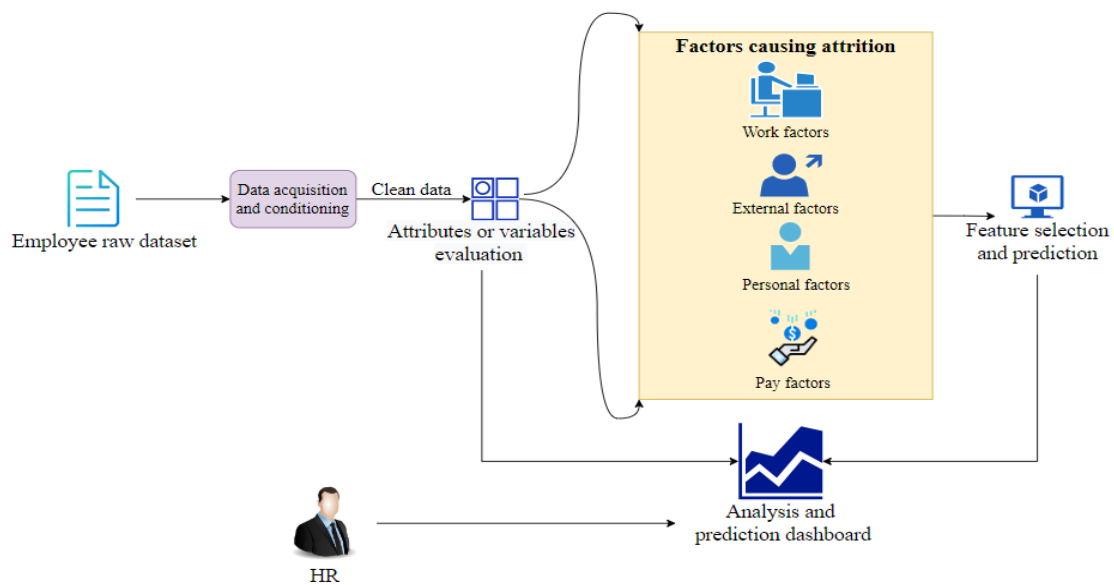 Factors causing attrition
Work factors
External factors
Personal factors
Pay factors
Employee raw dataset
Data acquisition
and conditioning
Clean data
Attributes or variables
evaluation
Feature selection
and prediction
Analysis and
prediction dashboard
HR
$